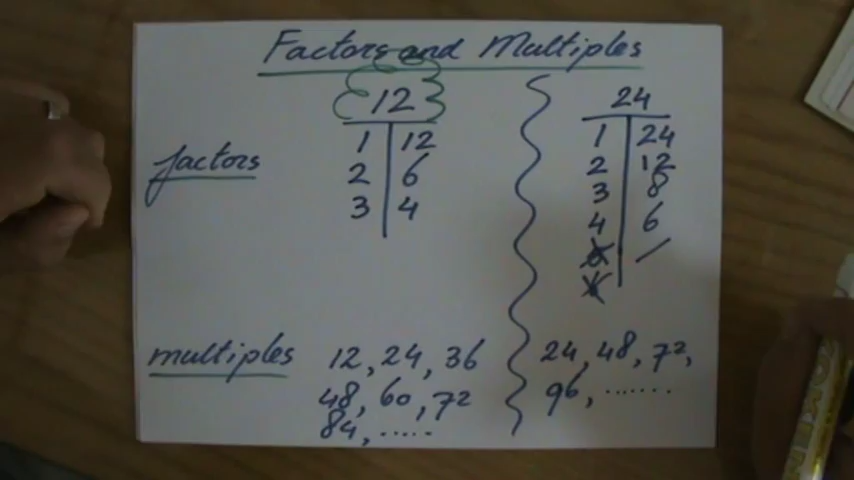 Factors and Multiples
12
24
factors
1 12
2 6
3 4
1 24
2 12
3 8
4 6
multiples
12, 24, 36
48, 60, 72
84, .....
24, 48, 72,
96, .......